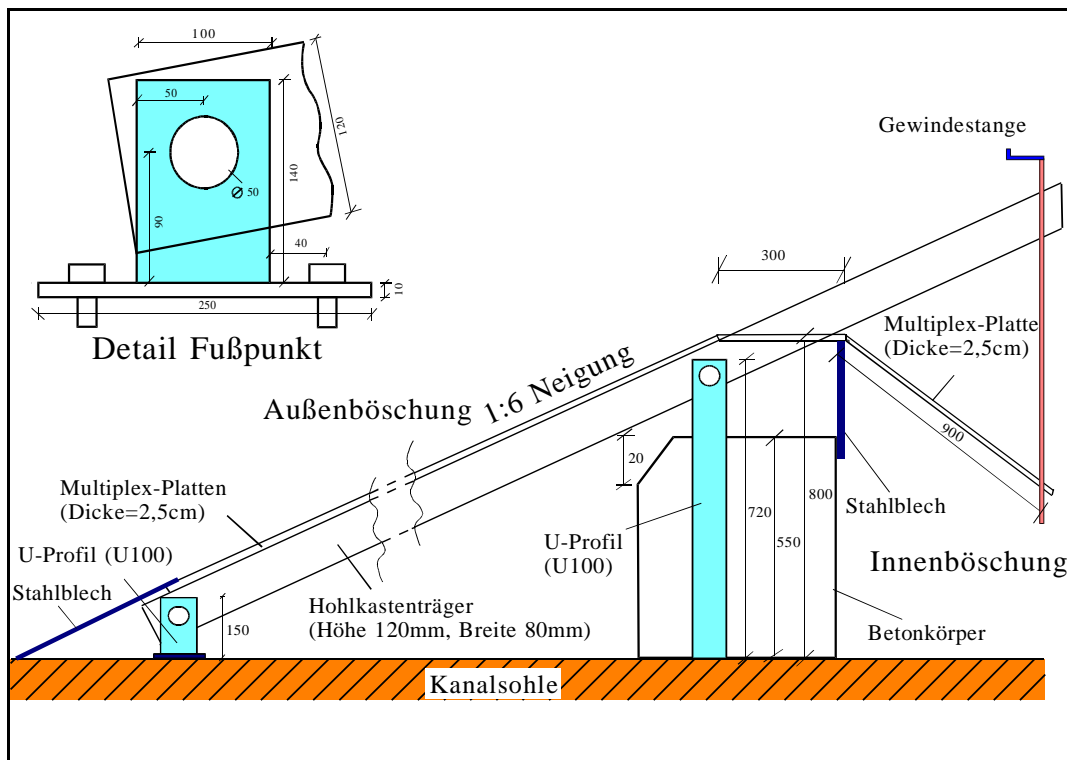 100
50
120
140
90
Ø 50
40
10
250
Detail Fußpunkt
Gewindestange
300
Multiplex-Platte
(Dicke=2,5cm)
Außenböschung 1:6 Neigung
900
20
Multiplex-Platten
(Dicke=2,5cm)
800
720
550
Stahlblech
U-Profil
(U100)
U-Profil (U100)
Innenböschung
Stahlblech
Hohlkastenträger
(Höhe 120mm, Breite 80mm)
150
Betonkörper
Kanalsohle